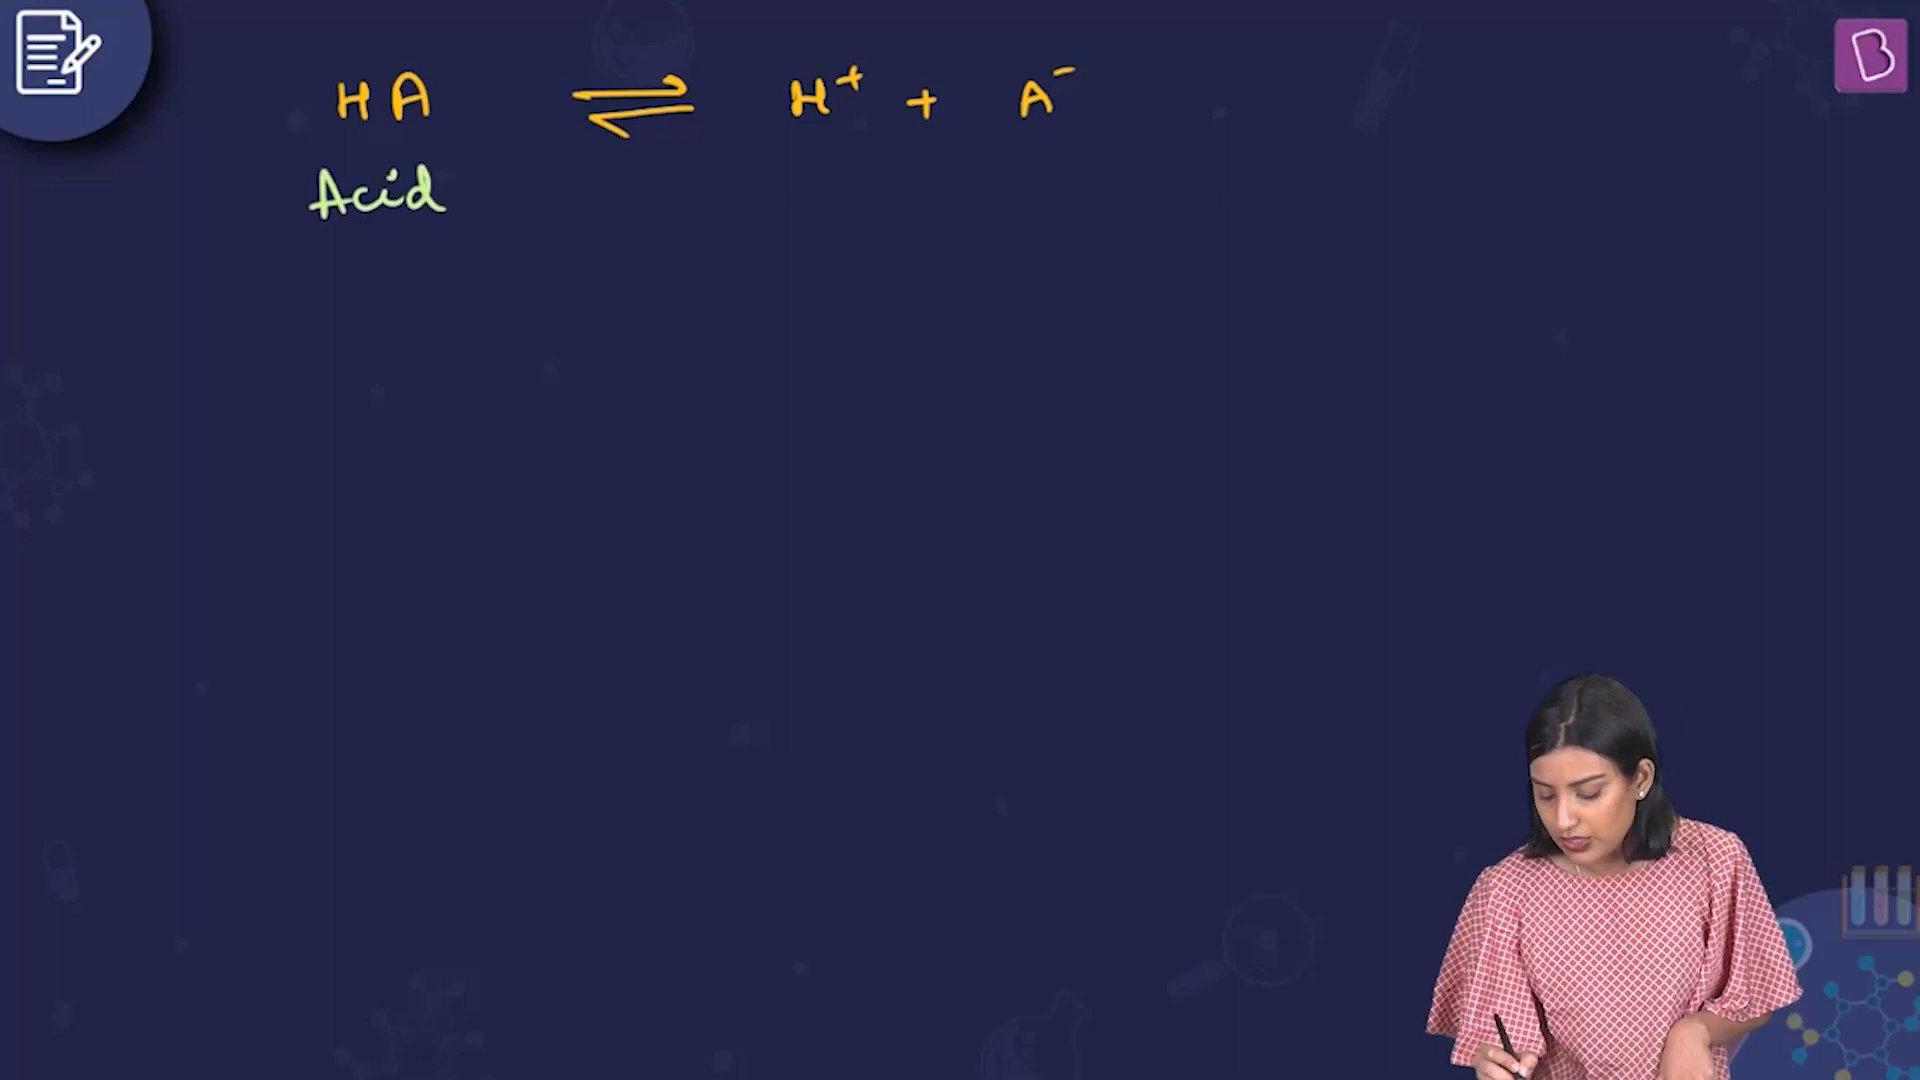 HA ⇌ H⁺ + A⁻
Acid
B